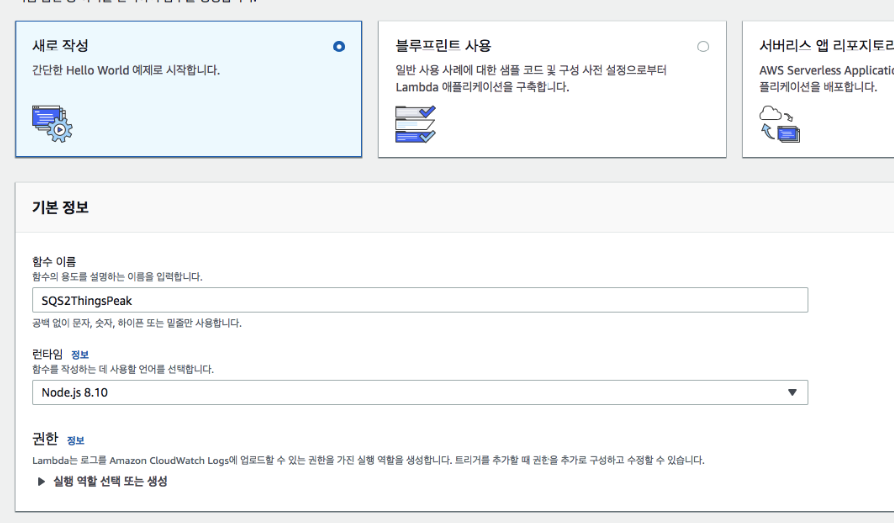 새로 작성
간단한 Hello World 예제로 시작합니다.
블루프린트 사용
일반 사용 사례에 대한 샘플 코드 및 구성 사전 설정으로부터
Lambda 애플리케이션을 구축합니다.
서버리스 앱 리포지토리
AWS Serverless
플리케이션을 배포합니다.
기본 정보
함수 이름
함수의 용도를 설명하는 이름을 입력합니다.
SQS2ThingsPeak
공백 없이 문자, 숫자, 하이픈 또는 밑줄만 사용합니다.
런타임 정보
함수를 작성하는 데 사용할 언어를 선택합니다.
Node.js 8.10
권한 정보
Lambda는 로그를 Amazon CloudWatch Logs에 업로드할 수 있는 권한을 가진 실행 역할을 생성합니다. 트리거를 추가할 때 권한을 추가로 구성하고 수정할 수 있습니다.
실행 역할 선택 또는 생성